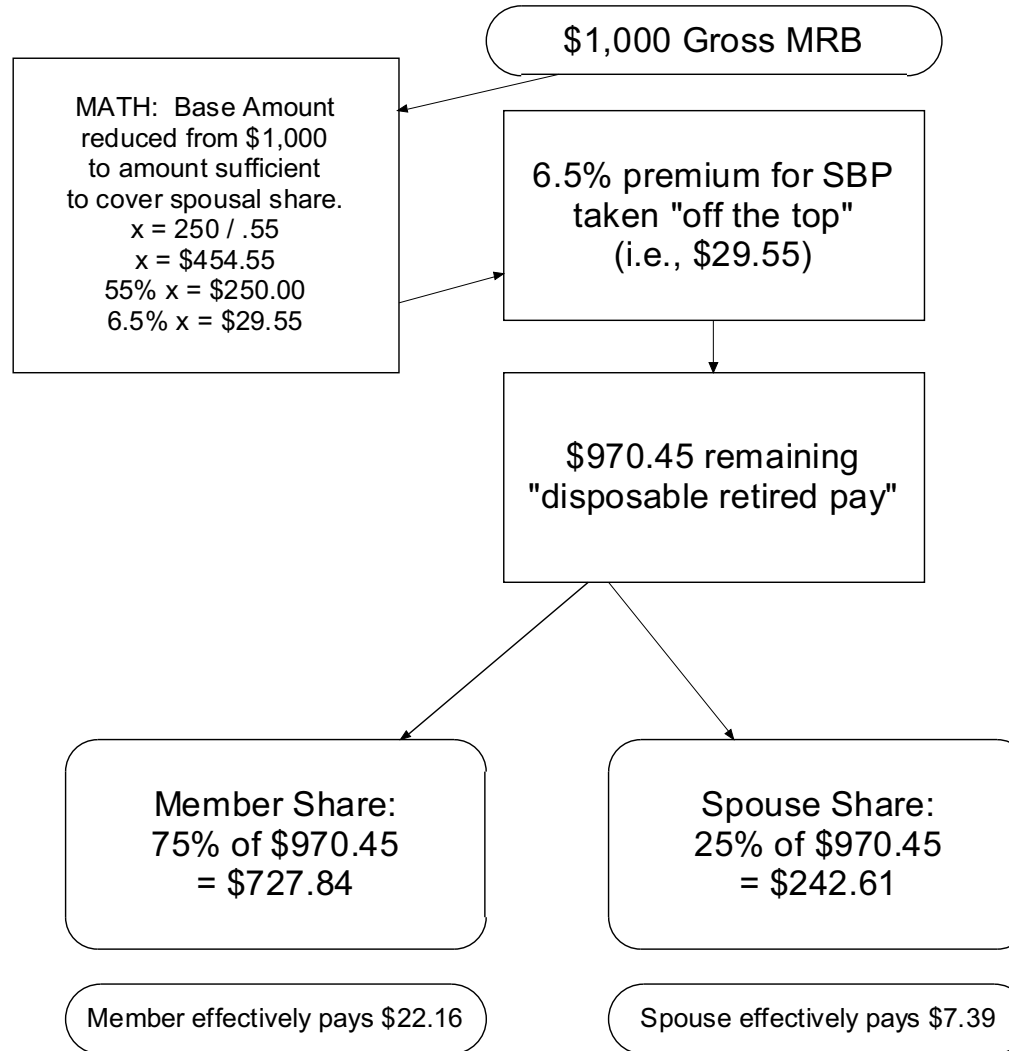 $1,000 Gross MRB
MATH:  Base Amount
reduced from $1,000
to amount sufficient
to cover spousal share.
x = 250 / .55
x = $454.55
55% x = $250.00
6.5% x = $29.55
6.5% premium for SBP
taken "off the top"
(i.e., $29.55)
$970.45 remaining
"disposable retired pay"
Member Share:
75% of $970.45
= $727.84
Spouse Share:
25% of $970.45
= $242.61
Member effectively pays $22.16
Spouse effectively pays $7.39